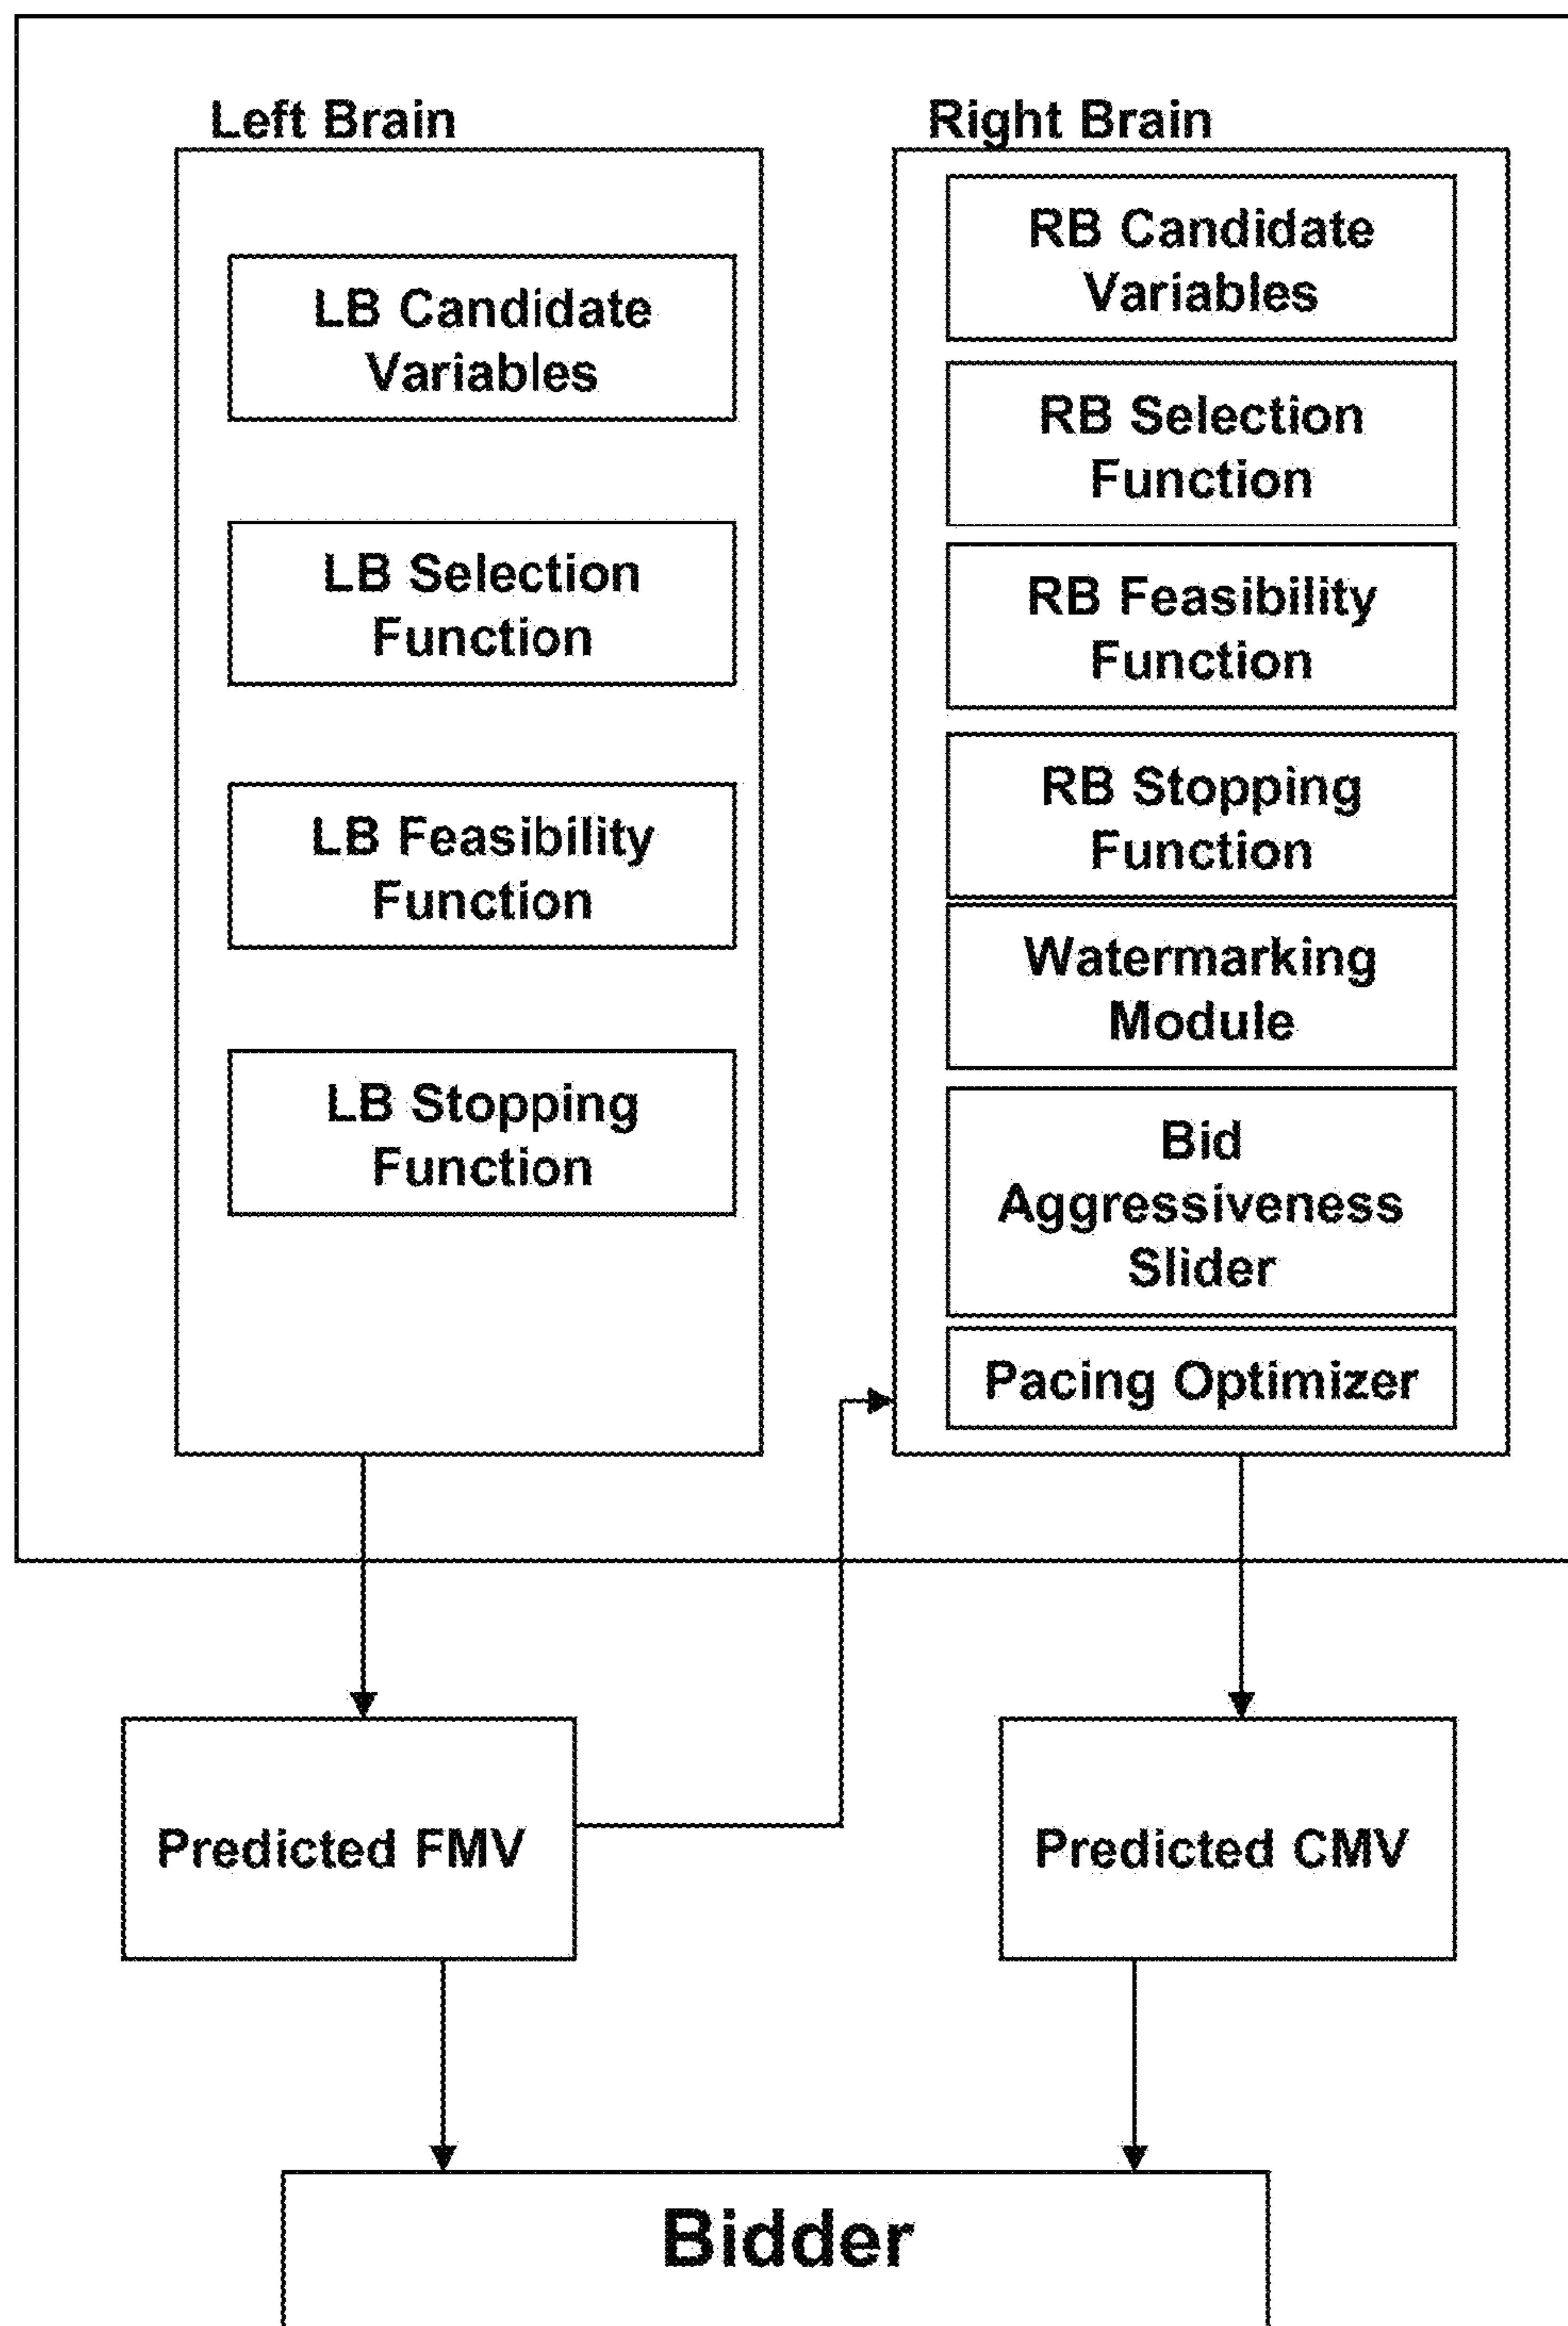 Left Brain
LB Candidate
Variables
LB Selection
Function
LB Feasibility
Function
LB Stopping
Function
Right Brain
RB Candidate
Variables
RB Selection
Function
RB Feasibility
Function
RB Stopping
Function
Watermarking
Module
Bid
Aggressiveness
Slider
Pacing Optimizer
Predicted FMV
Predicted CMV
Bidder